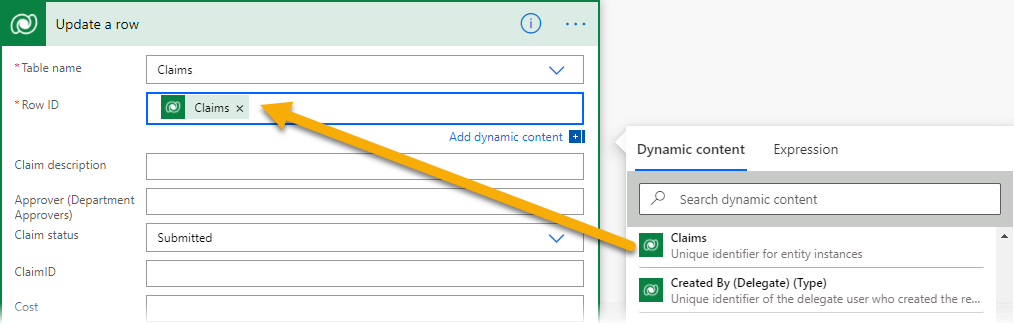 Update a row
*Table name
Claims
*Row ID
Claims ×
Add dynamic content
Claim description
Approver (Department
Approvers)
Claim status
Submitted
ClaimID
Cost
Dynamic content
Expression
Search dynamic content
Claims
Unique identifier for entity instances
Created By (Delegate) (Type)
Unique identifier of the delegate user who created the re...